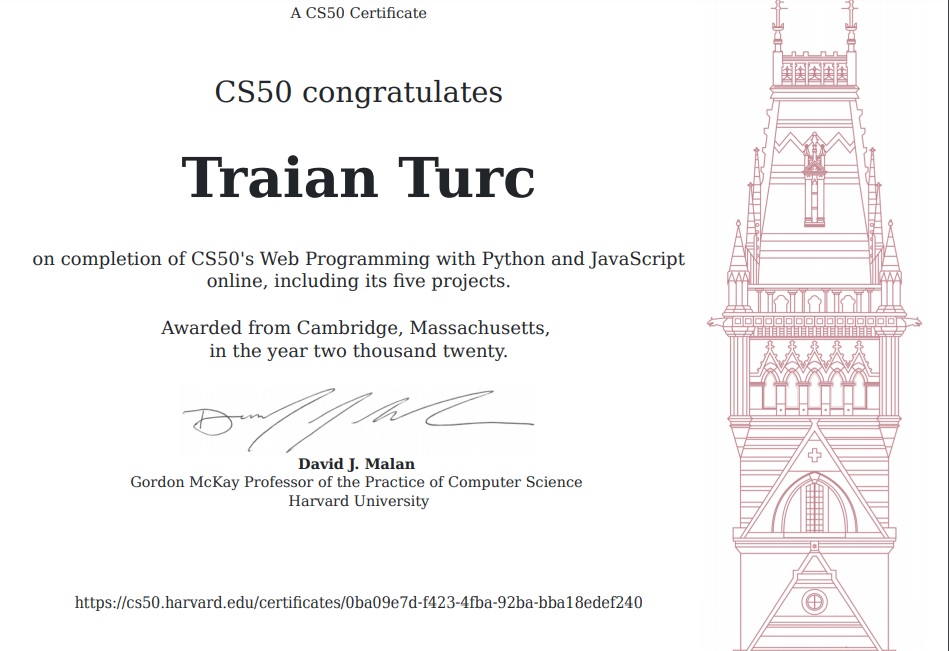 A CS50 Certificate
CS50 congratulates
Traian Turc
on completion of CS50's Web Programming with Python and JavaScript
online, including its five projects.
Awarded from Cambridge, Massachusetts,
in the year two thousand twenty.
David J. Malan
Gordon McKay Professor of the Practice of Computer Science
Harvard University
https://cs50.harvard.edu/certificates/0ba09e7d-f423-4fba-92ba-bba18edef240